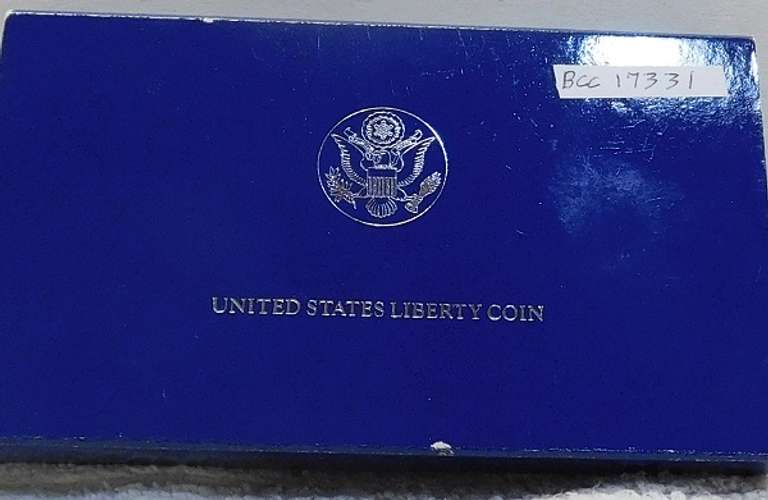 BCC 17331
UNITED STATES LIBERTY COIN